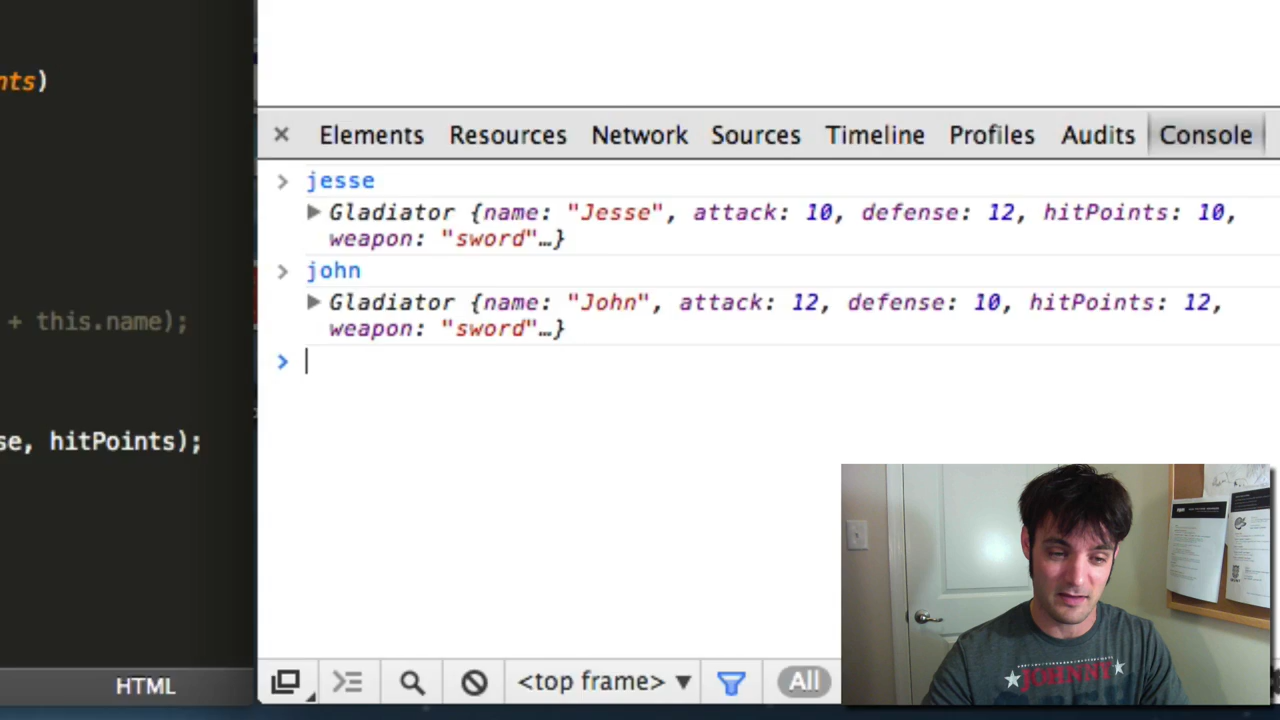 nts)
+ this.name);
se, hitPoints);
HTML
× Elements Resources Network Sources Timeline Profiles Audits Console
> jesse
▶ Gladiator {name: "Jesse", attack: 10, defense: 12, hitPoints: 10,
weapon: "sword"…}
> john
▶ Gladiator {name: "John", attack: 12, defense: 10, hitPoints: 12,
weapon: "sword"…}
>
<top frame> ▼ All
JOHNNY